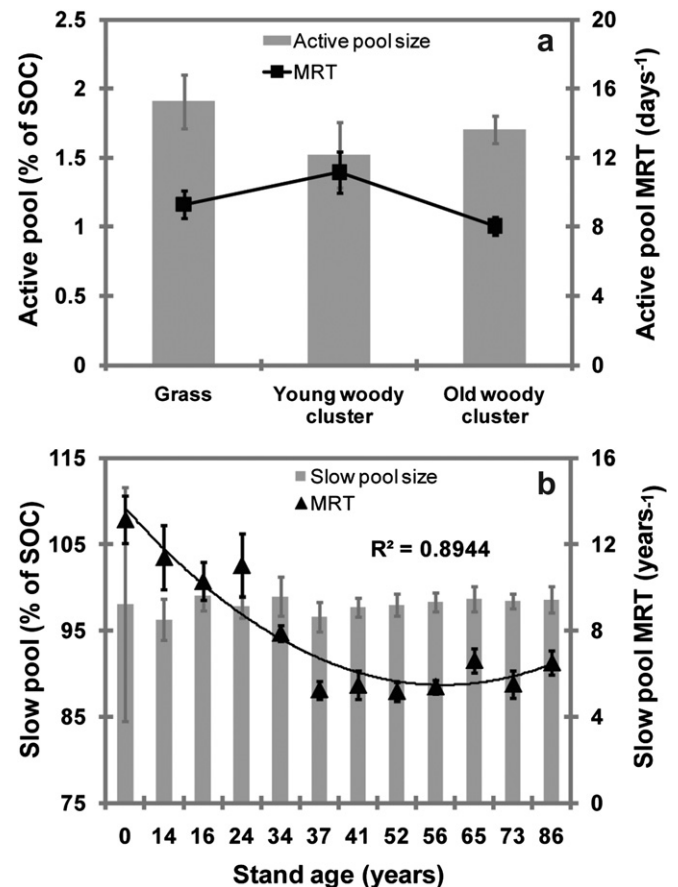 2.5
2
1.5
1
0.5
0
Active pool (% of SOC)
Active pool size
MRT
a
20
16
12
8
4
0
Active pool MRT (days-1)
Grass
Young woody
cluster
Old woody
cluster
115
105
95
85
75
Slow pool (% of SOC)
Slow pool size
MRT
b
R² = 0.8944
16
12
8
4
0
Slow pool MRT (years-1)
0 14 16 24 34 37 41 52 56 65 73 86
Stand age (years)